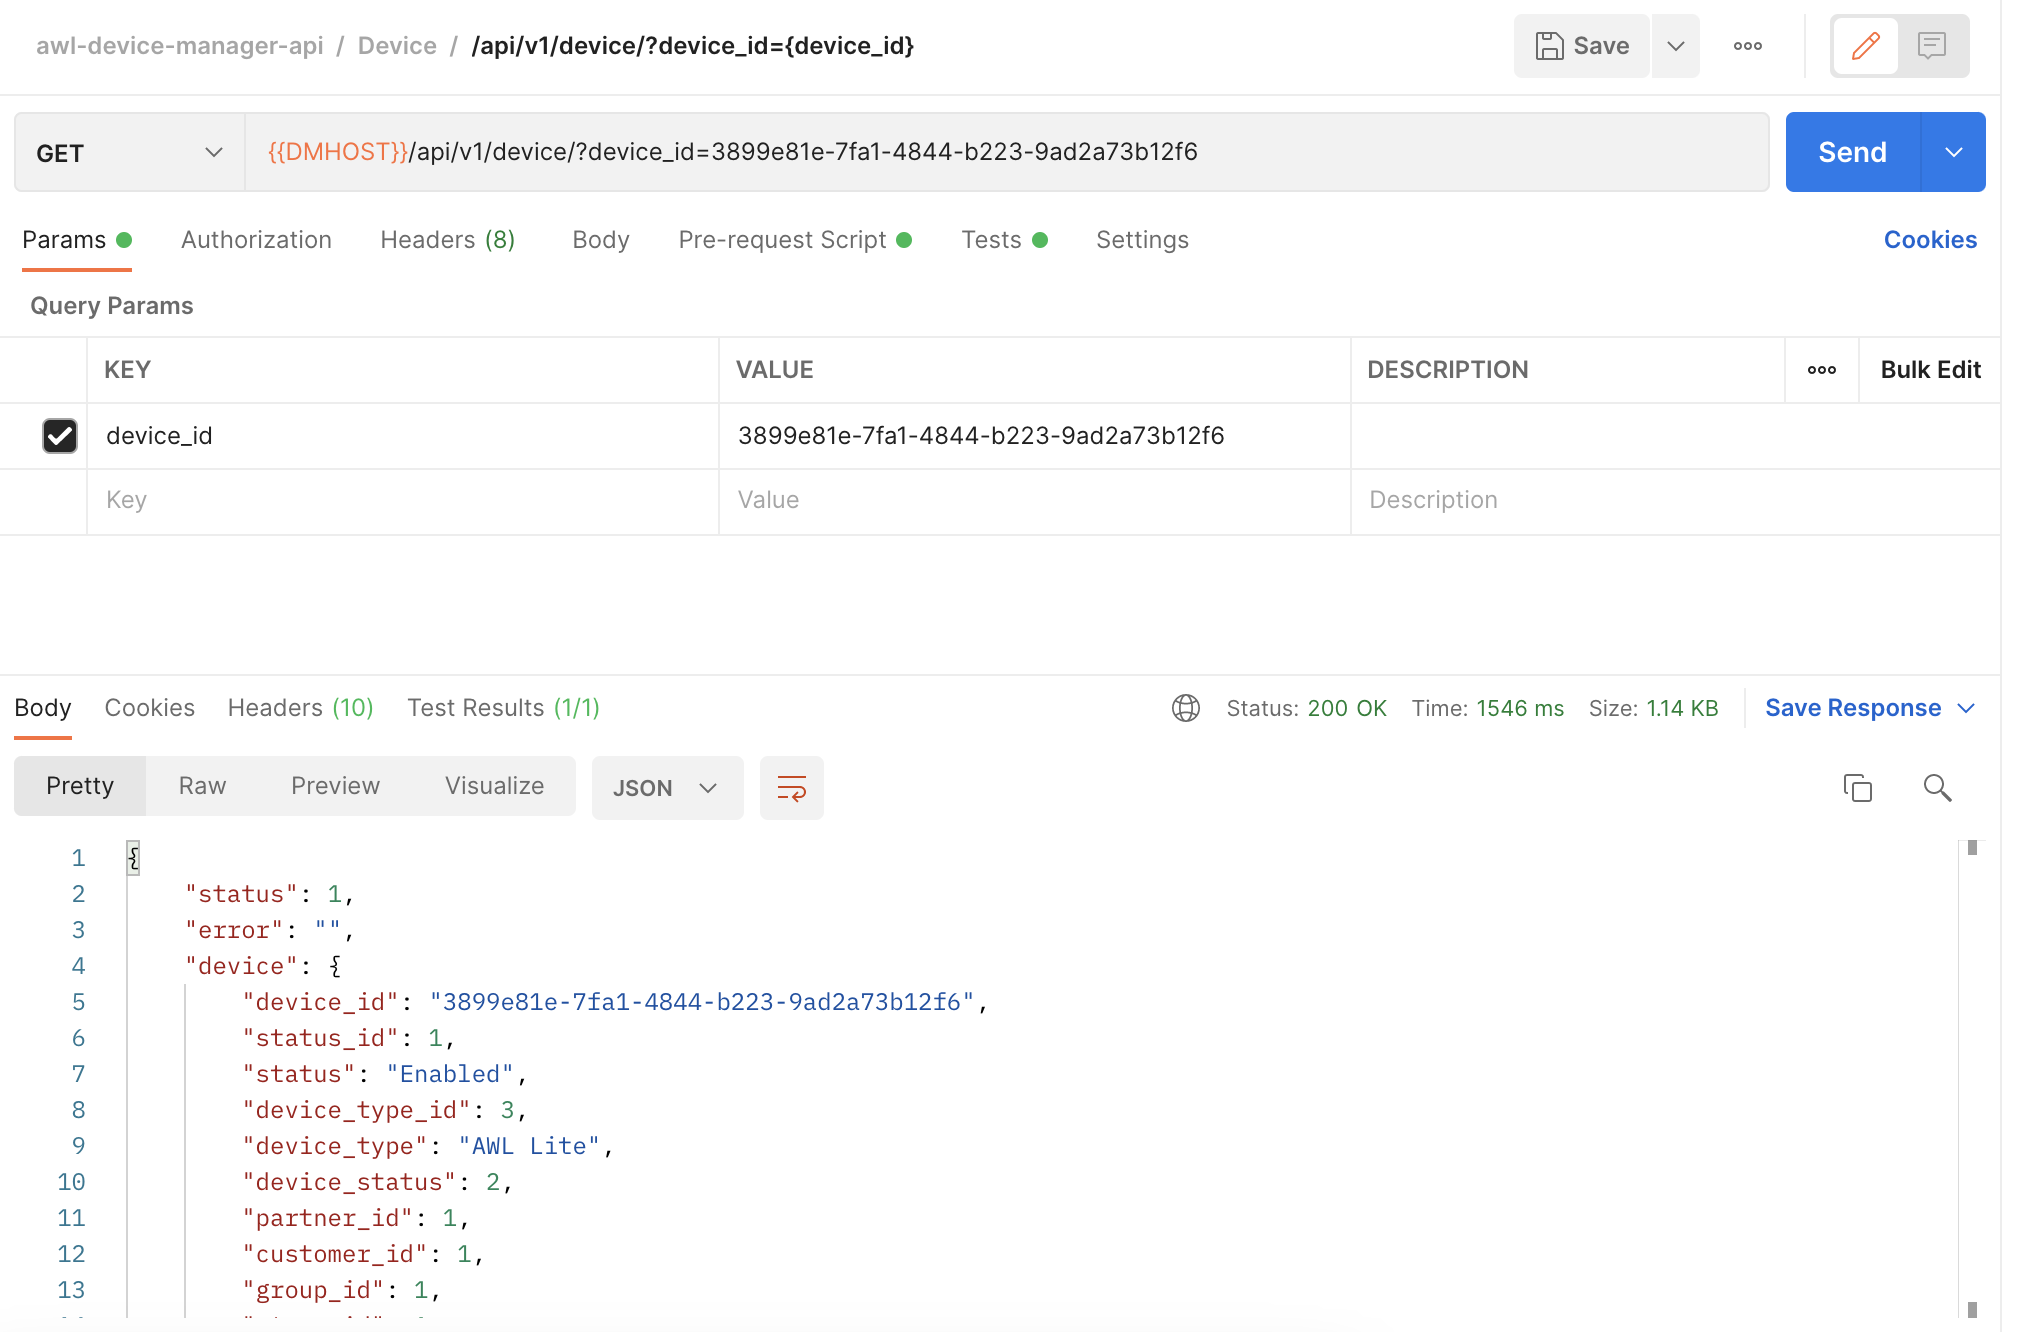 awl-device-manager-api / Device / /api/v1/device/?device_id={device_id}
Save
GET {{DMHOST}}/api/v1/device/?device_id=3899e81e-7fa1-4844-b223-9ad2a73b12f6 Send
Params Authorization Headers (8) Body Pre-request Script Tests Settings Cookies
Query Params
KEY VALUE DESCRIPTION Bulk Edit
device_id 3899e81e-7fa1-4844-b223-9ad2a73b12f6
Key Value Description
Body Cookies Headers (10) Test Results (1/1) Status: 200 OK Time: 1546 ms Size: 1.14 KB Save Response
Pretty Raw Preview Visualize JSON
1 {
2 "status": 1,
3 "error": "",
4 "device": {
5 "device_id": "3899e81e-7fa1-4844-b223-9ad2a73b12f6",
6 "status_id": 1,
7 "status": "Enabled",
8 "device_type_id": 3,
9 "device_type": "AWL Lite",
10 "device_status": 2,
11 "partner_id": 1,
12 "customer_id": 1,
13 "group_id": 1,